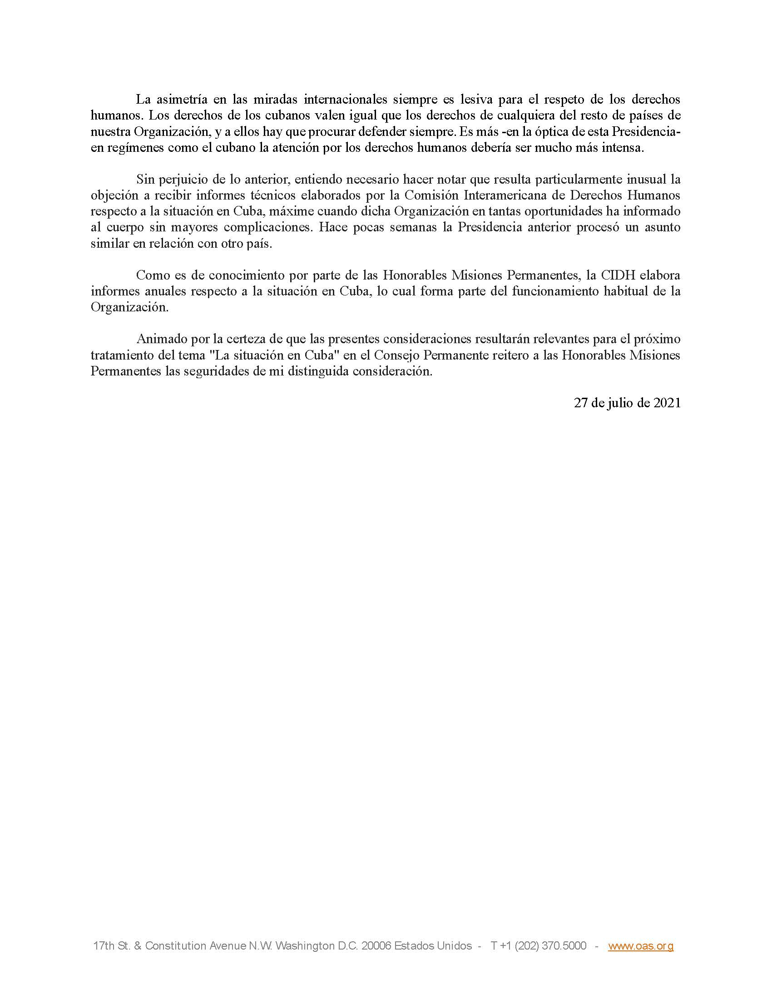 La asimetría en las miradas internacionales siempre es lesiva para el respeto de los derechos
humanos. Los derechos de los cubanos valen igual que los derechos de cualquiera del resto de países de
nuestra Organización, y a ellos hay que procurar defender siempre. Es más -en la óptica de esta Presidencia-
en regímenes como el cubano la atención por los derechos humanos debería ser mucho más intensa.
Sin perjuicio de lo anterior, entiendo necesario hacer notar que resulta particularmente inusual la
objeción a recibir informes técnicos elaborados por la Comisión Interamericana de Derechos Humanos
respecto a la situación en Cuba, máxime cuando dicha Organización en tantas oportunidades ha informado
al cuerpo sin mayores complicaciones. Hace pocas semanas la Presidencia anterior procesó un asunto
similar en relación con otro país.
Como es de conocimiento por parte de las Honorables Misiones Permanentes, la CIDH elabora
informes anuales respecto a la situación en Cuba, lo cual forma parte del funcionamiento habitual de la
Organización.
Animado por la certeza de que las presentes consideraciones resultarán relevantes para el próximo
tratamiento del tema "La situación en Cuba" en el Consejo Permanente reitero a las Honorables Misiones
Permanentes las seguridades de mi distinguida consideración.
27 de julio de 2021
17th St. & Constitution Avenue N.W. Washington D.C. 20006 Estados Unidos - T +1 (202) 370.5000 - www.oas.org